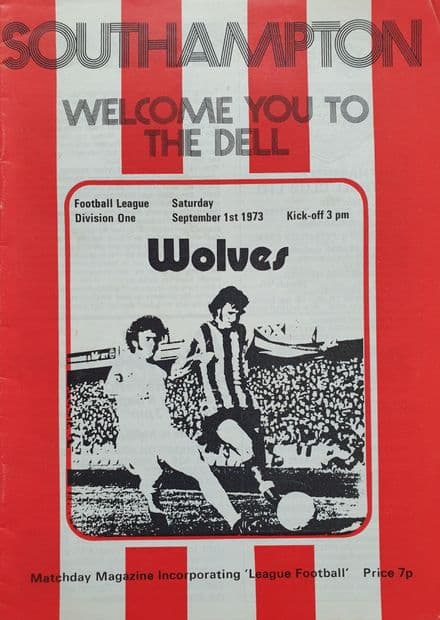 SOUTHAMPTON
WELCOME YOU TO
THE DELL
Football League Saturday
Division One September 1st 1973 Kick-off 3 pm
Wolves
Matchday Magazine Incorporating 'League Football' Price 7p